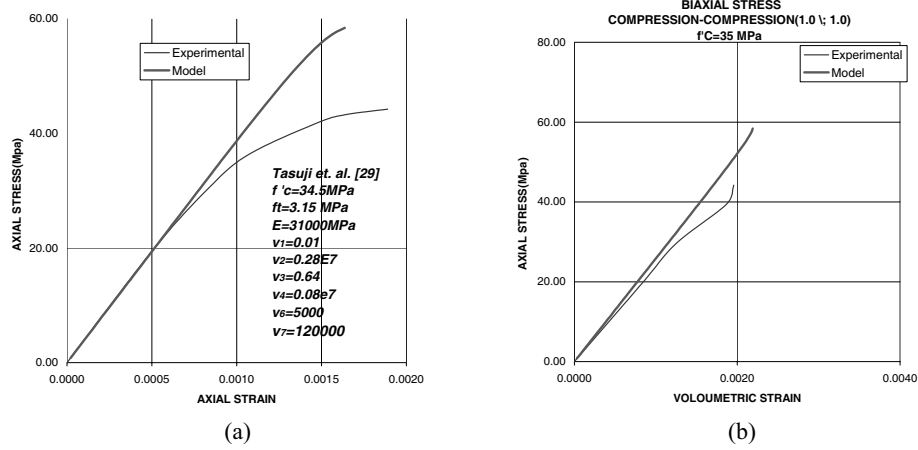 60.00
40.00
20.00
0.00
AXIAL STRESS(Mpa)
Experimental
Model
Tasuji et. al. [29]
f 'c=34.5MPa
ft=3.15 MPa
E=31000MPa
v1=0.01
v2=0.28E7
v3=0.64
v4=0.08e7
v6=5000
v7=120000
0.0000 0.0005 0.0010 0.0015 0.0020
AXIAL STRAIN
(a)
BIAXIAL STRESS
COMPRESSION-COMPRESSION(1.0 \; 1.0)
f'C=35 MPa
80.00
60.00
40.00
20.00
0.00
AXIAL STRESS(Mpa)
Experimental
Model
0.0000 0.0020 0.0040
VOLOUMETRIC STRAIN
(b)